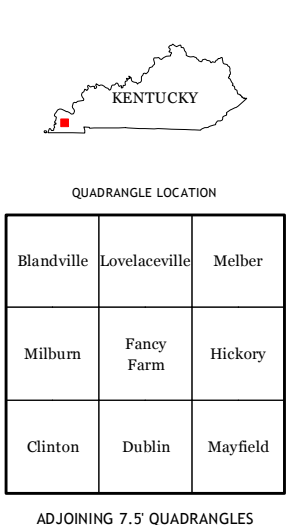 KENTUCKY
QUADRANGLE LOCATION
Blandville Lovelaceville Melber
Milburn Fancy Farm Hickory
Clinton Dublin Mayfield
ADJOINING 7.5' QUADRANGLES